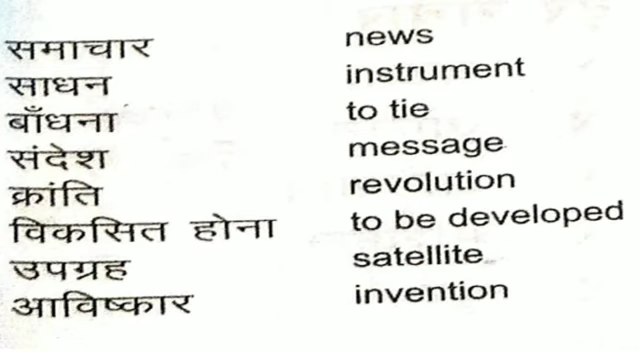 समाचार news
साधन instrument
बाँधना to tie
संदेश message
क्रांति revolution
विकसित होना to be developed
उपग्रह satellite
आविष्कार invention